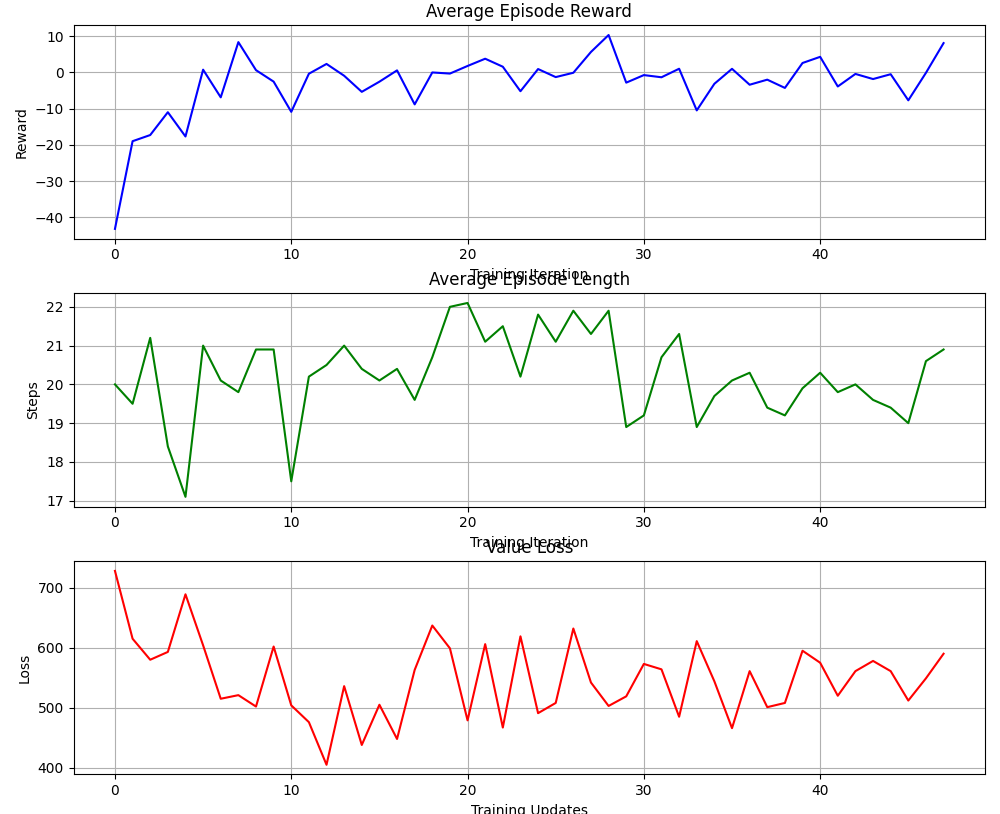 Average Episode Reward
10
0
−10
−20
−30
−40
Reward
0 10 20 30 40
Training Iteration
Average Episode Length
22
21
20
19
18
17
Steps
0 10 20 30 40
Training Iteration
Value Loss
700
600
500
400
Loss
0 10 20 30 40
Training Updates